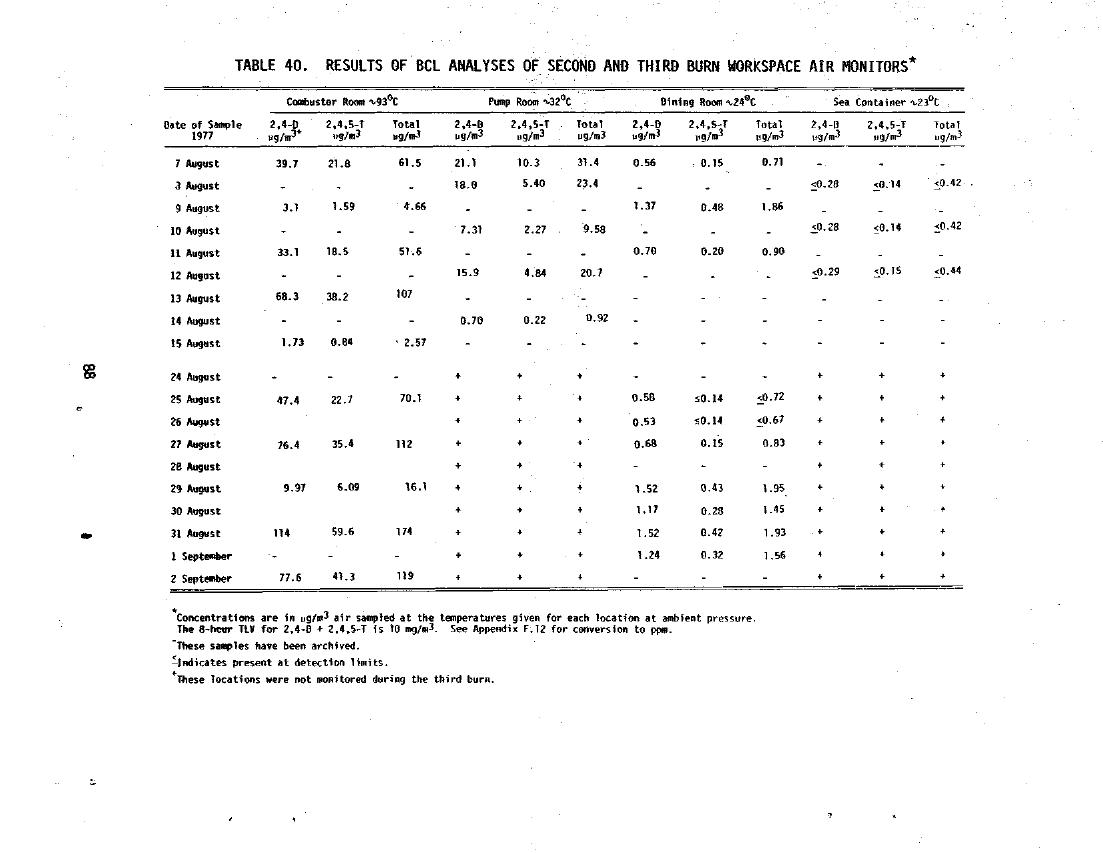 TABLE 40. RESULTS OF BCL ANALYSES OF SECOND AND THIRD BURN WORKSPACE AIR MONITORS*
Combustor Room ~93°C Pump Room ~32°C Dining Room ~24°C Sea Container ~23°C
Date of Sample 2,4-D 2,4,5-T Total 2,4-D 2,4,5-T Total 2,4-D 2,4,5-T Total 2,4-D 2,4,5-T Total
1977 µg/m3+ µg/m3 µg/m3 µg/m3 µg/m3 µg/m3 µg/m3 µg/m3 µg/m3 µg/m3 µg/m3 µg/m3
7 August 39.7 21.8 61.5 21.1 10.3 31.4 0.56 0.15 0.71 - - -
8 August - - - 18.0 5.40 23.4 - - - ≤0.28 ≤0.14 ≤0.42
9 August 3.1 1.59 4.66 - - - 1.37 0.48 1.86 - - -
10 August - - - 7.31 2.27 9.58 - - - ≤0.28 ≤0.14 ≤0.42
11 August 33.1 18.5 51.6 - - - 0.70 0.20 0.90 - - -
12 August - - - 15.9 4.84 20.7 - - - ≤0.29 ≤0.15 ≤0.44
13 August 68.3 38.2 107 - - - - - - - - -
14 August - - - 0.70 0.22 0.92 - - - - - -
15 August 1.73 0.84 2.57 - - - - - - - - -
24 August - - - + + + - - - + + +
25 August 47.4 22.7 70.1 + + + 0.58 ≤0.14 ≤0.72 + + +
26 August + + + 0.53 ≤0.14 ≤0.67 + + +
27 August 76.4 35.4 112 + + + 0.68 0.15 0.83 + + +
28 August + + + - - - + + +
29 August 9.97 6.09 16.1 + + + 1.52 0.43 1.95 + + +
30 August + + + 1.17 0.28 1.45 + + +
31 August 114 59.6 174 + + + 1.52 0.42 1.93 + + +
1 September - - - + + + 1.24 0.32 1.56 + + +
2 September 77.6 41.3 119 + + + - - - + + +
*Concentrations are in µg/m3 air sampled at the temperatures given for each location at ambient pressure.
The 8-hour TLV for 2,4-D + 2,4,5-T is 10 mg/m3. See Appendix F.12 for conversion to ppm.
-These samples have been archived.
≤Indicates present at detection limits.
+These locations were not monitored during the third burn.
88